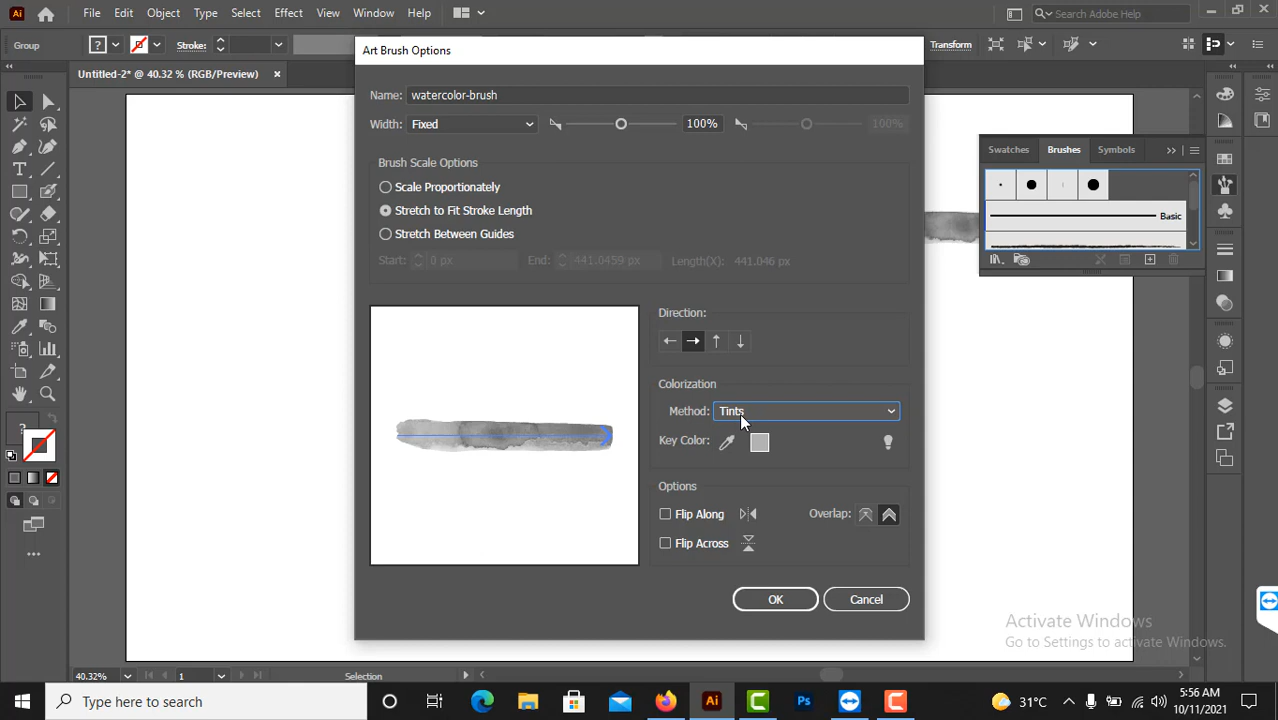 Ai File Edit Object Type Select Effect View Window Help Search Adobe Help
Group ? Stroke: Transform
Untitled-2* @ 40.32 % (RGB/Preview) ×
Art Brush Options
Name: watercolor-brush
Width: Fixed 100% 100%
Brush Scale Options
Scale Proportionately
Stretch to Fit Stroke Length
Stretch Between Guides
Start: 0 px End: 441.0459 px Length(X): 441.046 px
Direction:
Colorization
Method: Tints
Key Color:
Options
Flip Along Overlap:
Flip Across
OK Cancel
Swatches Brushes Symbols
Basic
?
Activate Windows
Go to Settings to activate Windows.
40.32% 1 Selection
Type here to search Ai Ps 31°C 5:56 AM
10/11/2021